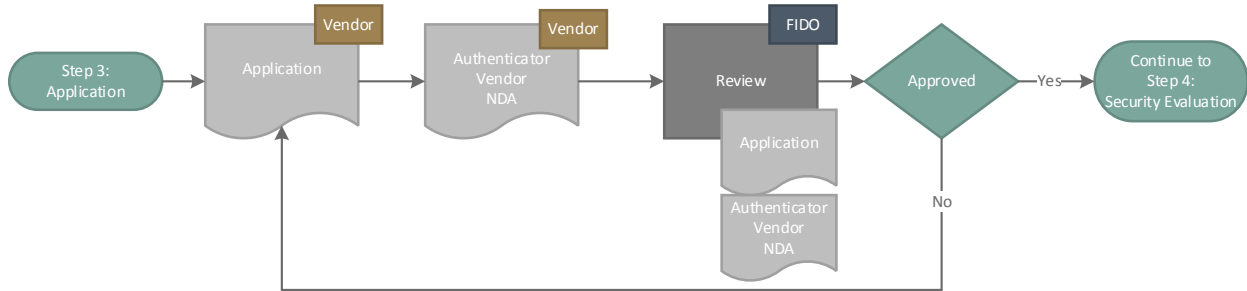 Step 3:
Application
Vendor
Application
Vendor
Authenticator
Vendor
NDA
FIDO
Review
Application
Authenticator
Vendor
NDA
Approved
Yes
No
Continue to
Step 4:
Security Evaluation